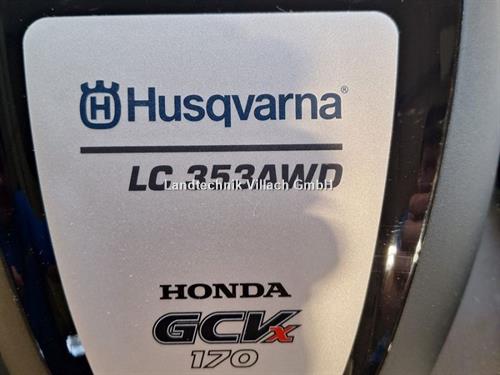 H Husqvarna®
LC 353AWD
Landtechnik Villach GmbH
HONDA
GCVx
170